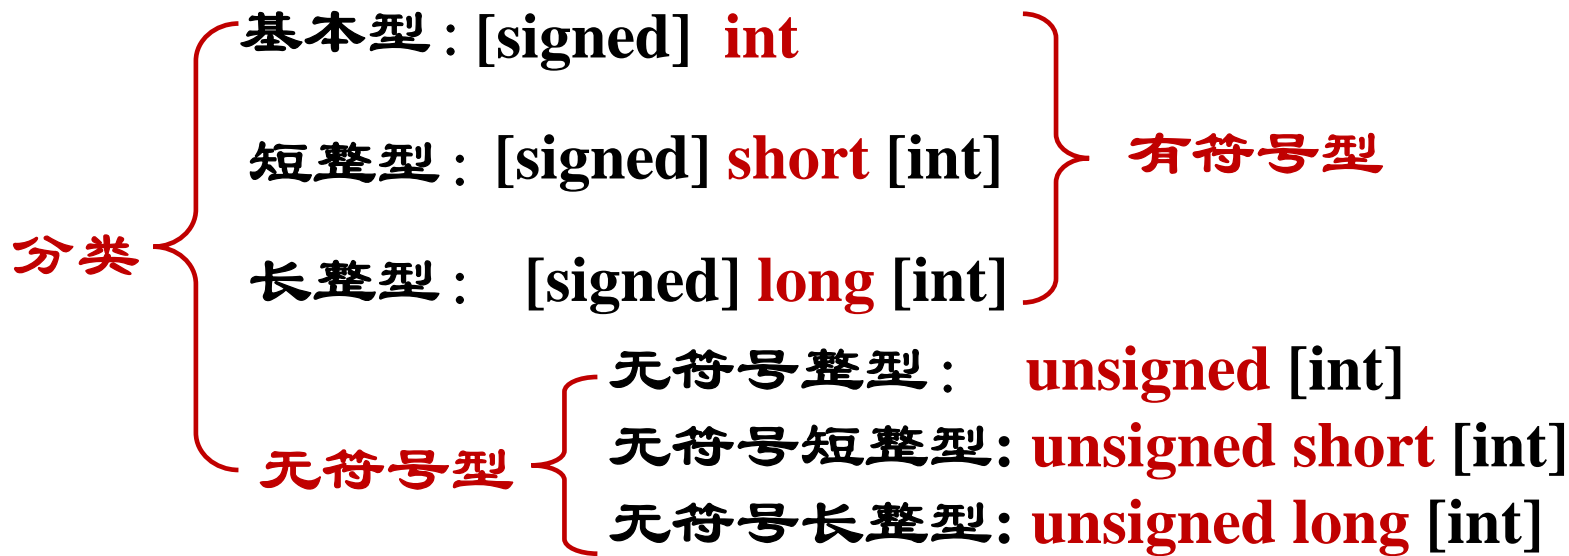 基本型: [signed] int
短整型: [signed] short [int]
有符号型
分类
长整型: [signed] long [int]
无符号整型: unsigned [int]
无符号短整型: unsigned short [int]
无符号型
无符号长整型: unsigned long [int]